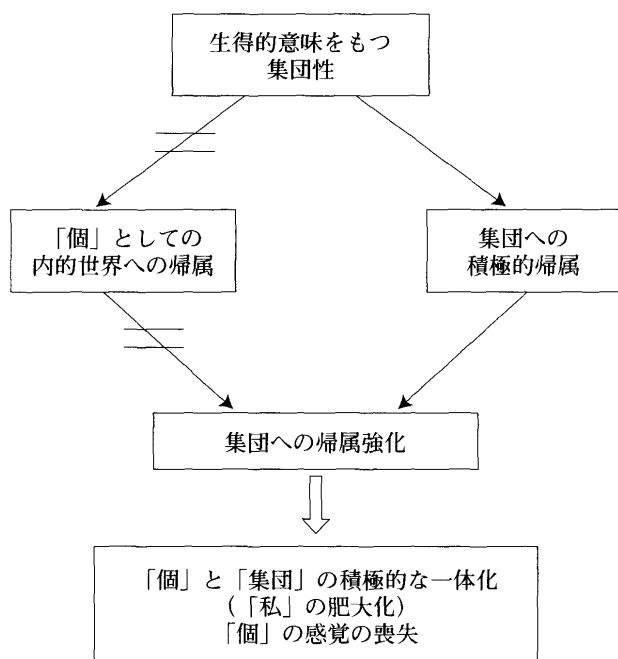 生得的意味をもつ
集団性
「個」としての
内的世界への帰属
集団への
積極的帰属
集団への帰属強化
「個」と「集団」の積極的な一体化
(「私」の肥大化)
「個」の感覚の喪失